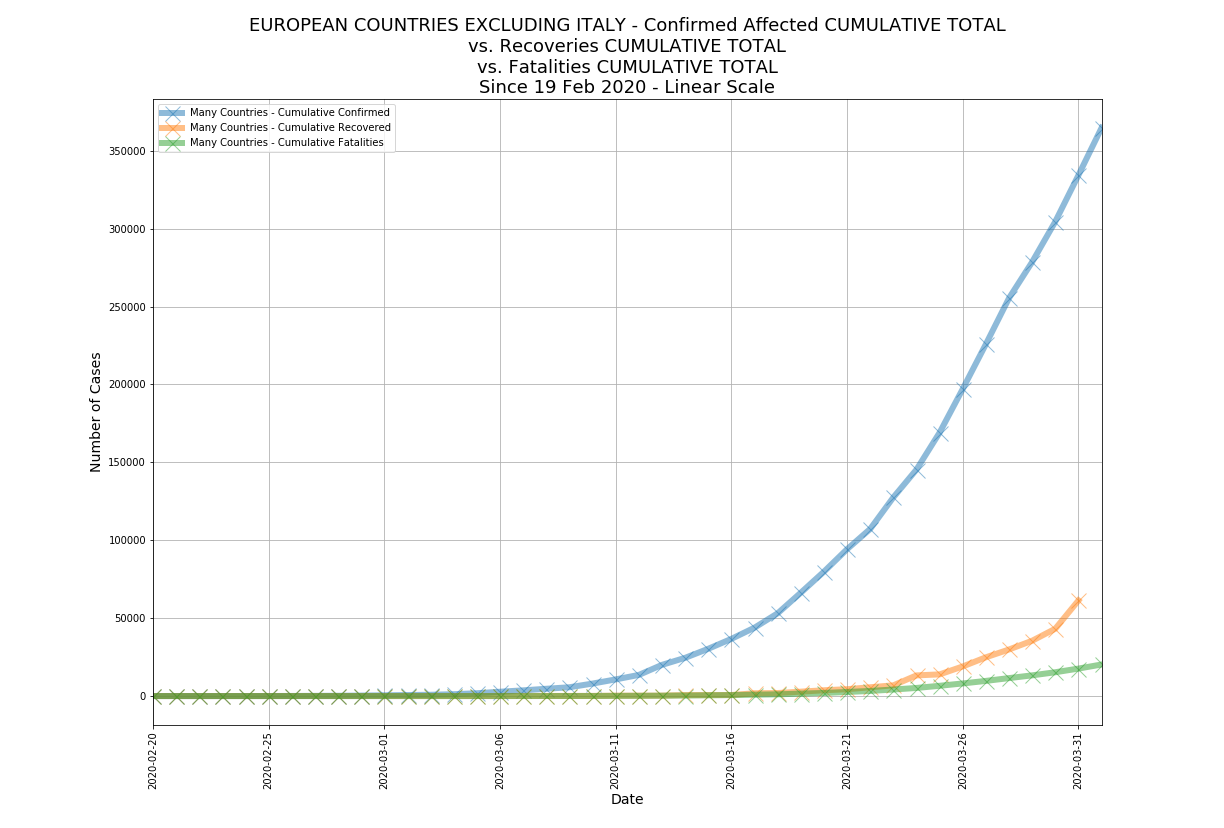 EUROPEAN COUNTRIES EXCLUDING ITALY - Confirmed Affected CUMULATIVE TOTAL
vs. Recoveries CUMULATIVE TOTAL
vs. Fatalities CUMULATIVE TOTAL
Since 19 Feb 2020 - Linear Scale
Many Countries - Cumulative Confirmed
Many Countries - Cumulative Recovered
Many Countries - Cumulative Fatalities
Number of Cases
350000
300000
250000
200000
150000
100000
50000
0
2020-02-20
2020-02-25
2020-03-01
2020-03-06
2020-03-11
2020-03-16
2020-03-21
2020-03-26
2020-03-31
Date